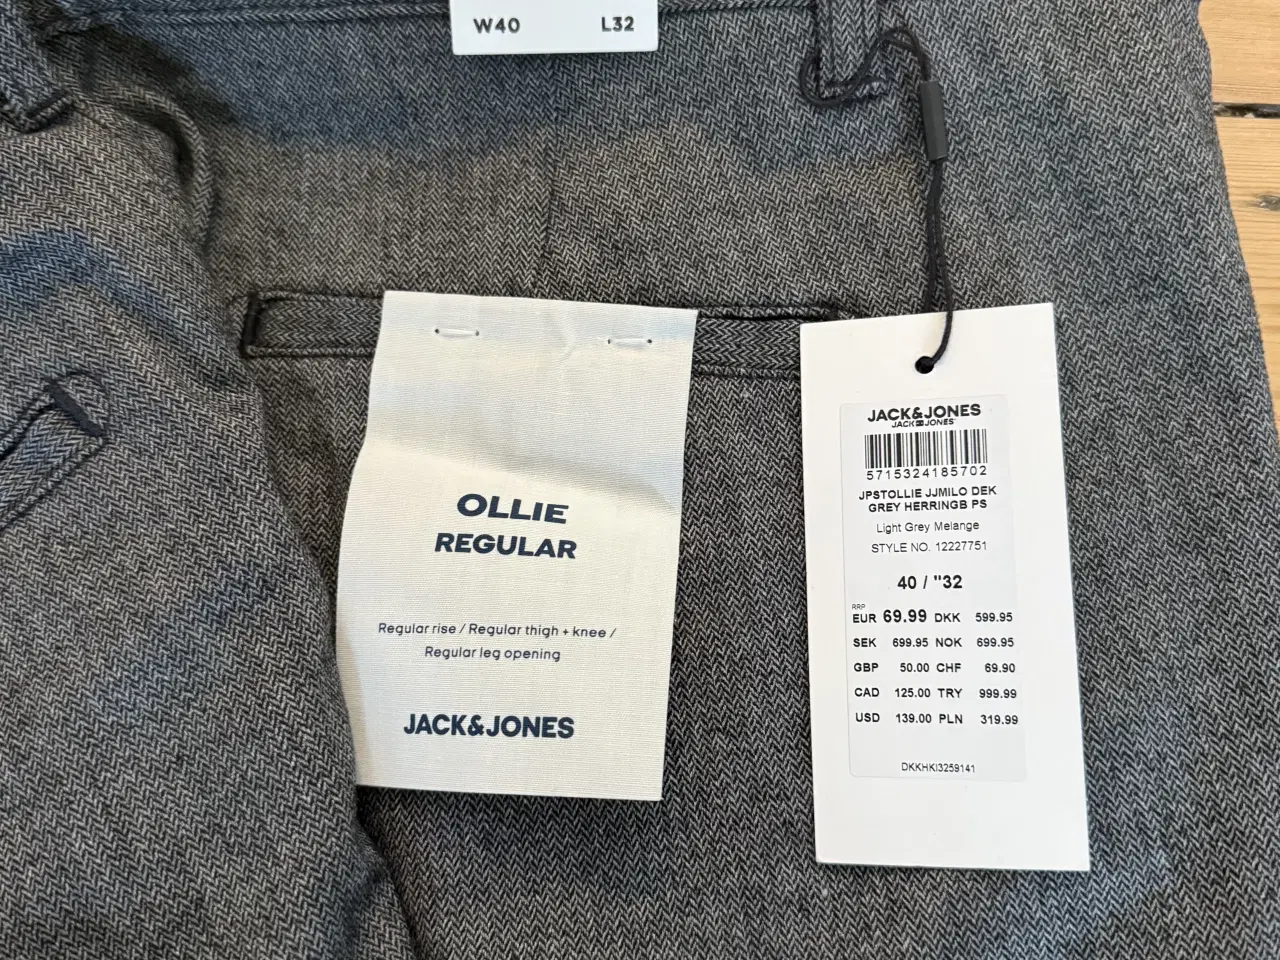 W40 L32
OLLIE
REGULAR
Regular rise / Regular thigh + knee /
Regular leg opening
JACK&JONES
JACK&JONES
JACK&JONES
5715324185702
JPSTOLLIE JJMILO DEK
GREY HERRINGB PS
Light Grey Melange
STYLE NO. 12227751
40 / "32
RRP
EUR 69.99 DKK 599.95
SEK 699.95 NOK 699.95
GBP 50.00 CHF 69.90
CAD 125.00 TRY 999.99
USD 139.00 PLN 319.99
DKKHKI3259141